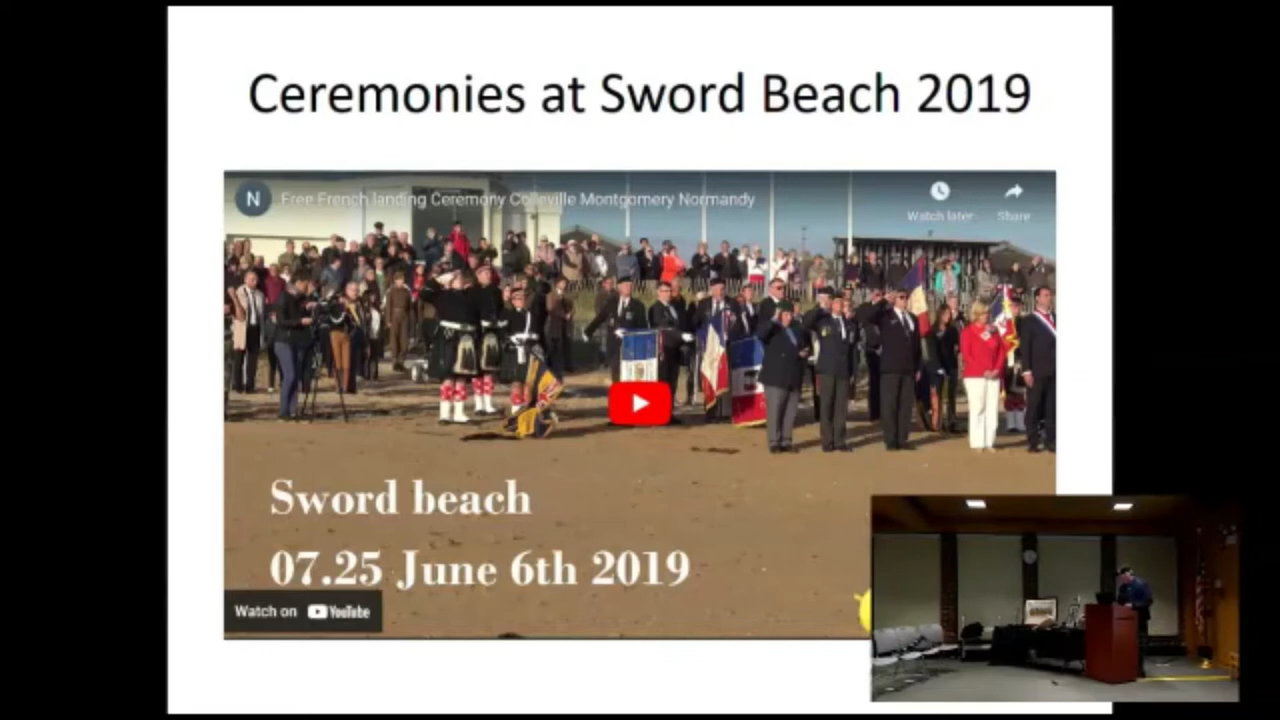 Ceremonies at Sword Beach 2019
N
Free French landing Ceremony Colleville Montgomery Normandy
Watch later
Share
Sword beach
07.25 June 6th 2019
Watch on YouTube